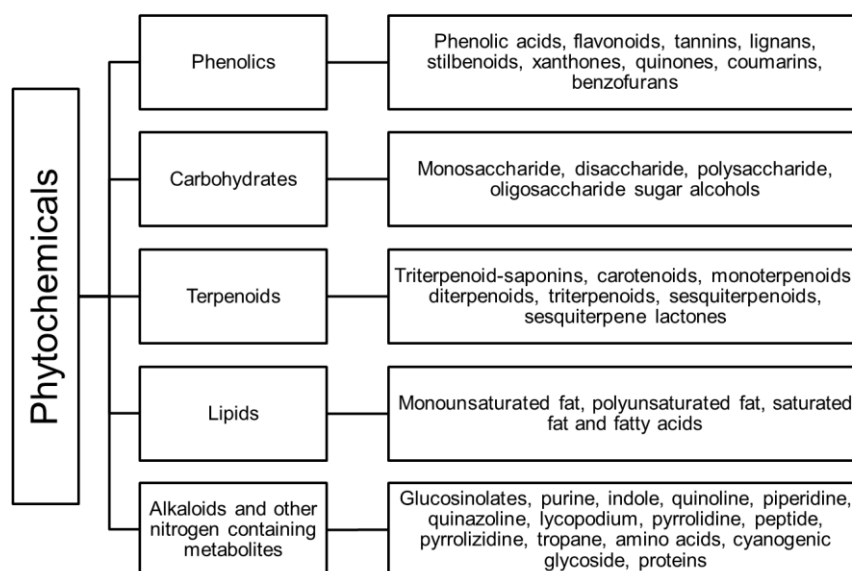 Phytochemicals
Phenolics
Phenolic acids, flavonoids, tannins, lignans,
stilbenoids, xanthones, quinones, coumarins,
benzofurans
Carbohydrates
Monosaccharide, disaccharide, polysaccharide,
oligosaccharide sugar alcohols
Terpenoids
Triterpenoid-saponins, carotenoids, monoterpenoids
diterpenoids, triterpenoids, sesquiterpenoids,
sesquiterpene lactones
Lipids
Monounsaturated fat, polyunsaturated fat, saturated
fat and fatty acids
Alkaloids and other
nitrogen containing
metabolites
Glucosinolates, purine, indole, quinoline, piperidine,
quinazoline, lycopodium, pyrrolidine, peptide,
pyrrolizidine, tropane, amino acids, cyanogenic
glycoside, proteins